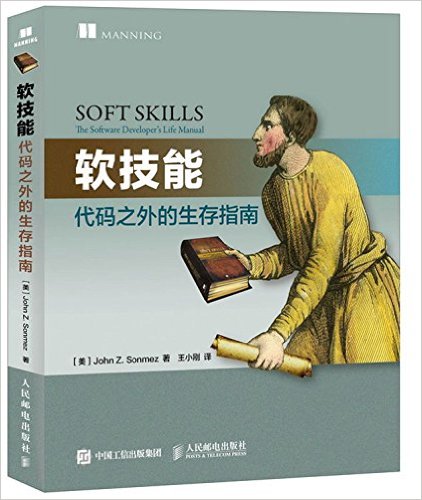 MANNING
SOFT SKILLS
The Software Developer's Life Manual
软技能
代码之外的生存指南
[美] John Z. Sonmez 著 王小刚 译
中国工信出版集团
人民邮电出版社
POSTS & TELECOM PRESS
软技能
代码之外的生存指南
[美] John Z. Sonmez 著
人民邮电出版社